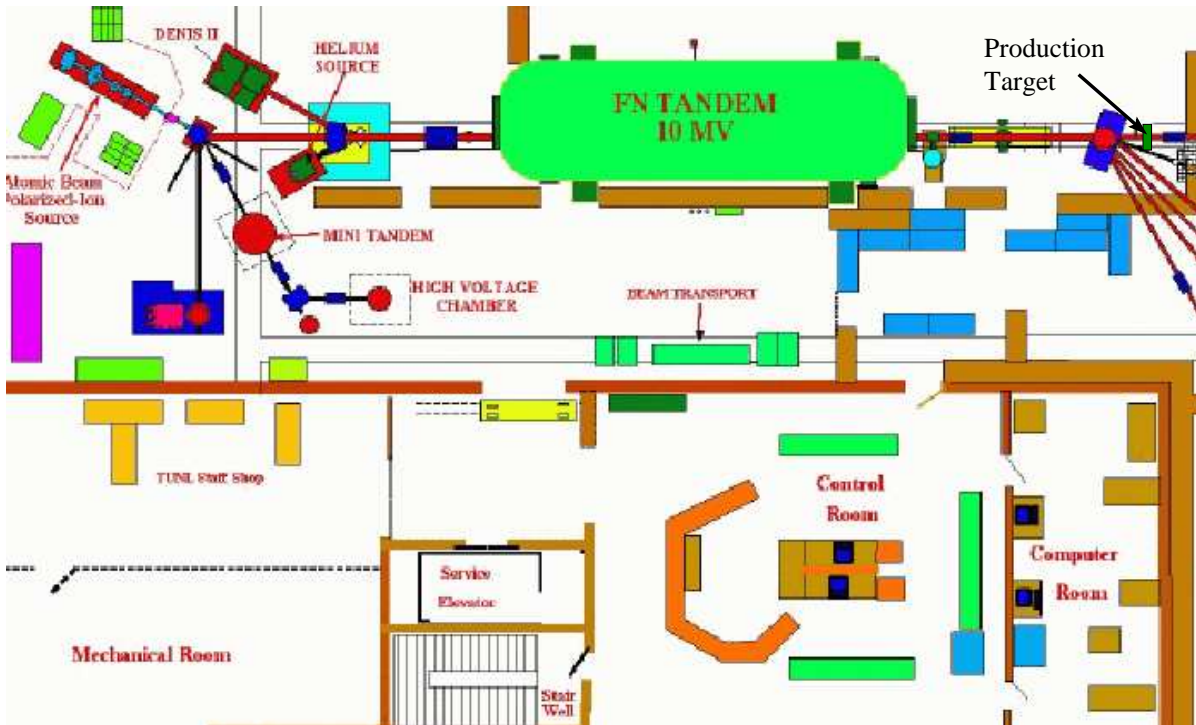 DENIS II
HELIUM
SOURCE
Production
Target
FN TANDEM
10 MV
Atomic Beam
Polarized-Ion
Source
MINI TANDEM
HIGH VOLTAGE
CHAMBER
BEAM TRANSPORT
TUNL Staff Shop
Control
Room
Computer
Room
Service
Elevator
Mechanical Room
Stair
Well